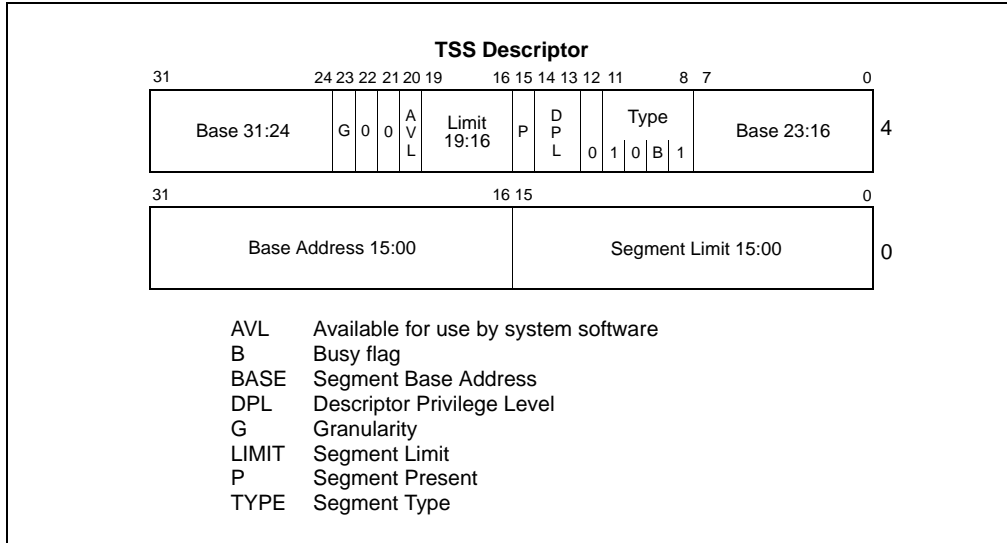 TSS Descriptor
31 24 23 22 21 20 19 16 15 14 13 12 11 8 7 0
Base 31:24 G 0 0 AVL Limit 19:16 P DPL 0 Type 1 0 B 1 Base 23:16 4
31 16 15 0
Base Address 15:00 Segment Limit 15:00 0
AVL Available for use by system software
B Busy flag
BASE Segment Base Address
DPL Descriptor Privilege Level
G Granularity
LIMIT Segment Limit
P Segment Present
TYPE Segment Type